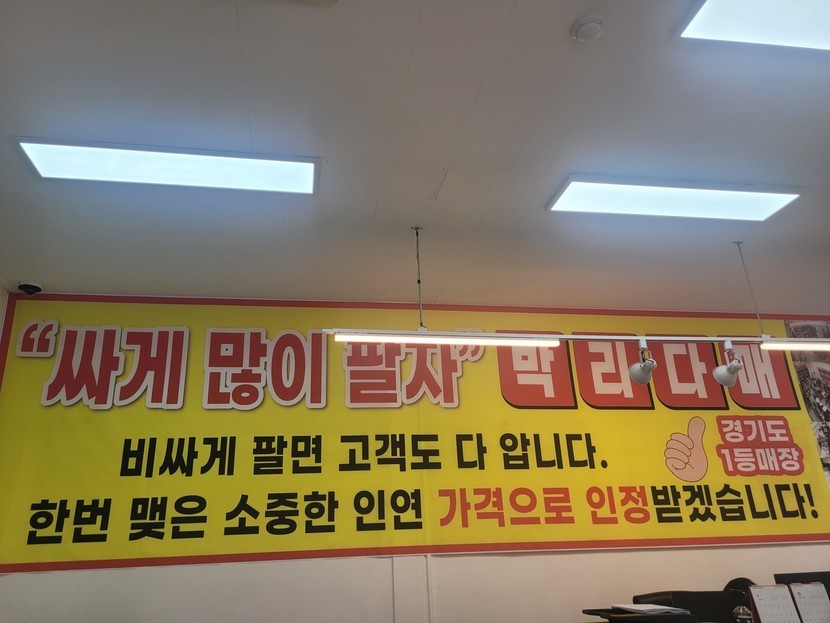 “싸게 많이 팔자” 박리다매
비싸게 팔면 고객도 다 압니다.
경기도
1등매장
한번 맺은 소중한 인연 가격으로 인정받겠습니다!